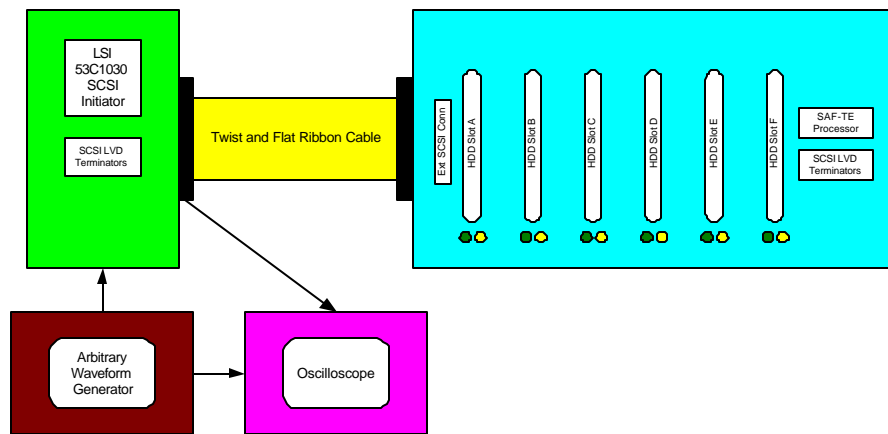 LSI
53C1030
SCSI
Initiator
SCSI LVD
Terminators
Twist and Flat Ribbon Cable
Ext SCSI Conn
HDD Slot A
HDD Slot B
HDD Slot C
HDD Slot D
HDD Slot E
HDD Slot F
SAF-TE
Processor
SCSI LVD
Terminators
Arbitrary
Waveform
Generator
Oscilloscope